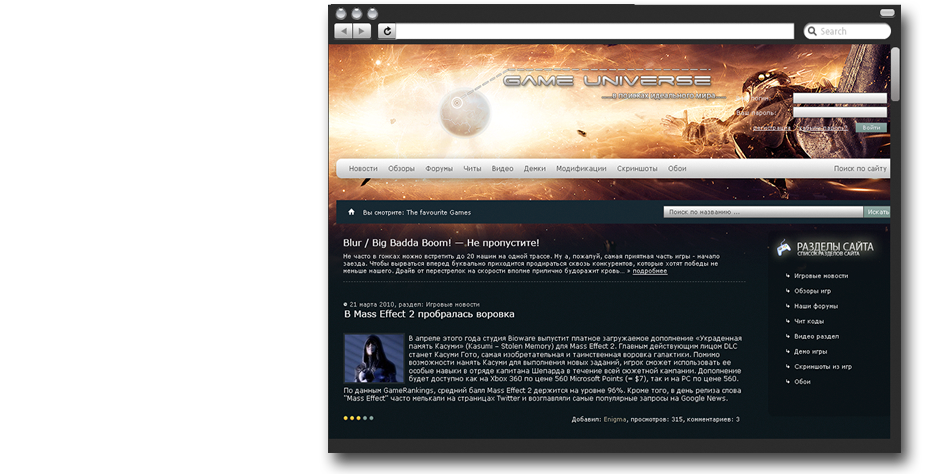 Search
GAME UNIVERSE
...в поисках идеального мира...
Ваш пароль:
регистрация
забыли пароль?
Войти
Новости Обзоры Форумы Читы Видео Демки Модификации Скриншоты Обои Поиск по сайту
Вы смотрите: The favourite Games
Поиск по названию ...
Искать
Blur / Big Badda Boom! — Не пропустите!
Не часто в гонках можно встретить до 20 машин на одной трассе. Ну а, пожалуй, самая приятная часть игры - начало
заезда. Чтобы вырваться вперед буквально приходится продираться сквозь конкурентов, которые хотят победы не
меньше нашего. Драйв от перестрелок на скорости вполне прилично будоражит кровь... » подробнее
РАЗДЕЛЫ САЙТА
СПИСОК РАЗДЕЛОВ САЙТА
Игровые новости
Обзоры игр
Наши форумы
Чит коды
Видео раздел
Демо игры
Скриншоты из игр
Обои
21 марта 2010, раздел: Игровые новости
В Mass Effect 2 пробралась воровка
В апреле этого года студия Bioware выпустит платное загружаемое дополнение «Украденная
память Касуми» (Kasumi – Stolen Memory) для Mass Effect 2. Главным действующим лицом DLC
станет Касуми Гото, самая изобретательная и таинственная воровка галактики. Помимо
возможности нанять Касуми для выполнения новых заданий, игрок сможет использовать ее
особые навыки в отряде капитана Шепарда в течение всей сюжетной кампании. Дополнение
будет доступно как на Xbox 360 по цене 560 Microsoft Points (= $7), так и на PC по цене 560.
По данным GameRankings, средний балл Mass Effect 2 держится на уровне 96%. Кроме того, в день релиза слова
"Mass Effect" часто мелькали на страницах Twitter и возглавляли самые популярные запросы на Google News.
Добавил: Enigma, просмотров: 315, комментариев: 3